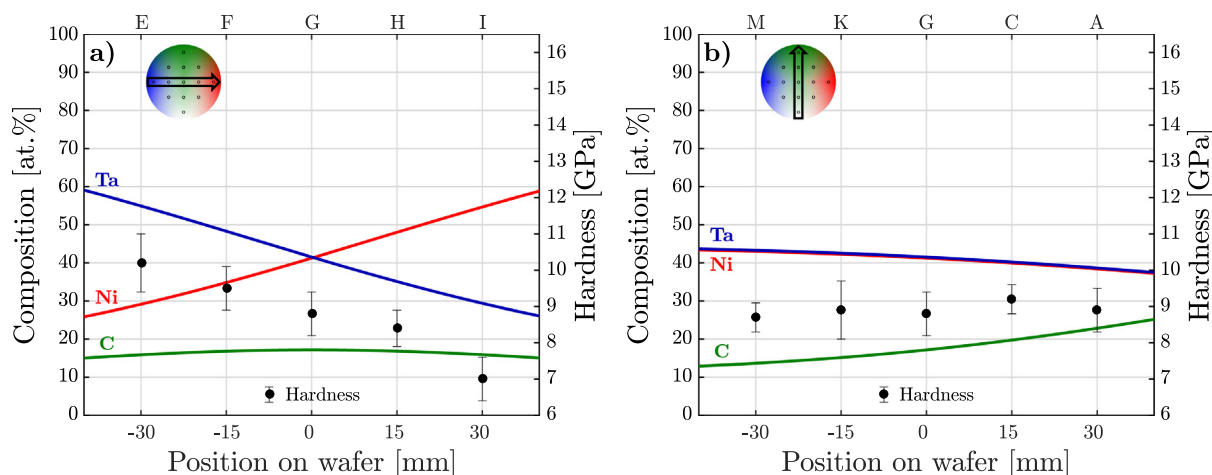 E F G H I
a)
100
90
80
70
60
50
40
30
20
10
0
Composition [at.%]
Ta
Ni
C
Hardness
16
15
14
13
12
11
10
9
8
7
6
Hardness [GPa]
-30 -15 0 15 30
Position on wafer [mm]
M K G C A
b)
100
90
80
70
60
50
40
30
20
10
0
Composition [at.%]
Ta
Ni
C
Hardness
16
15
14
13
12
11
10
9
8
7
6
Hardness [GPa]
-30 -15 0 15 30
Position on wafer [mm]